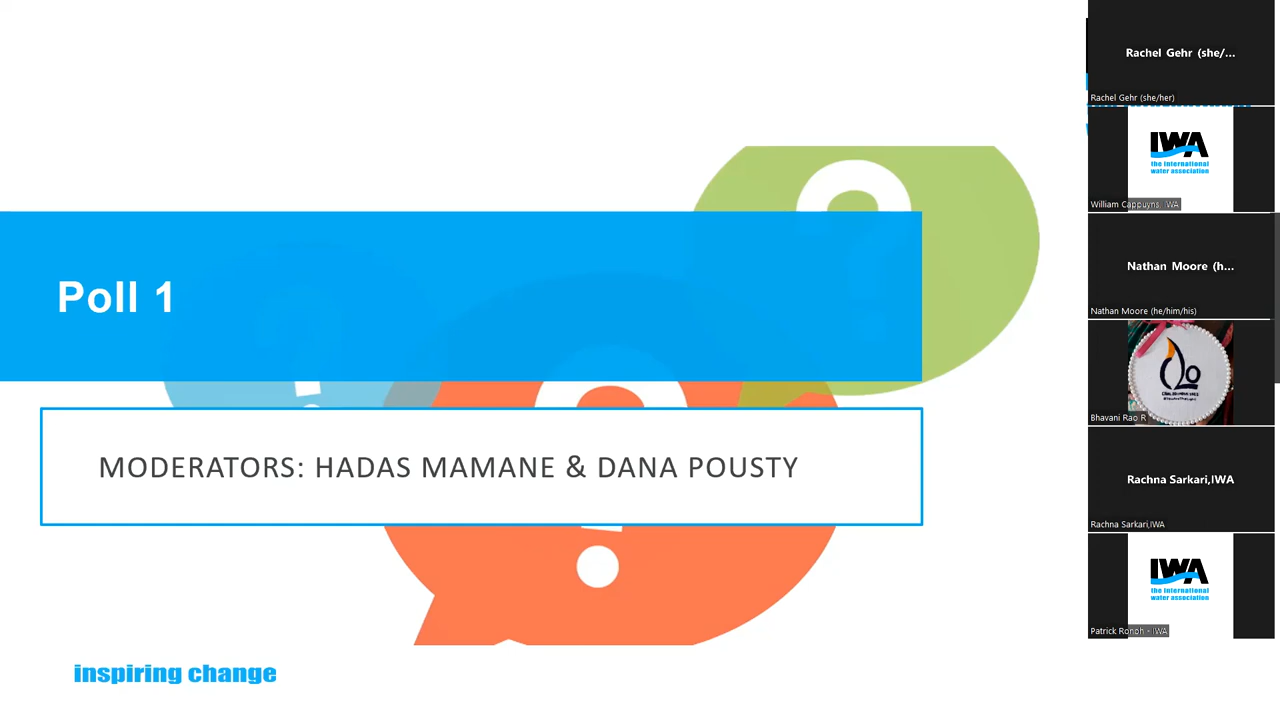 Poll 1
MODERATORS: HADAS MAMANE & DANA POUSTY
inspiring change
Rachel Gehr (she/...
Rachel Gehr (she/her)
IWA
the international
water association
William Cappuyns, IWA
Nathan Moore (h...
Nathan Moore (he/him/his)
Bhavani Rao R
Rachna Sarkari,IWA
Rachna Sarkari,IWA
IWA
the international
water association
Patrick Ronoh - IWA